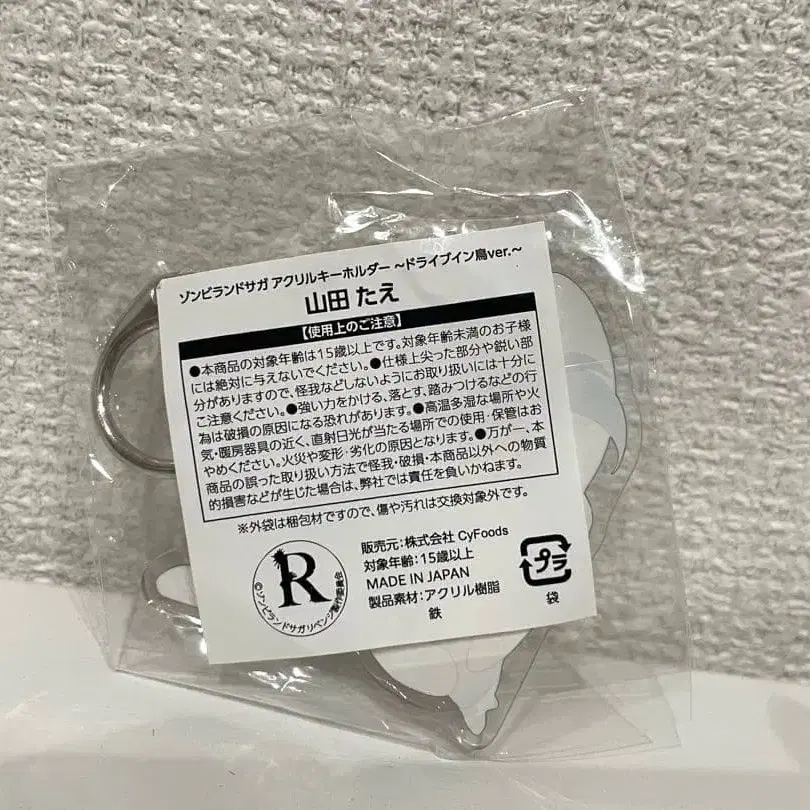 ゾンビランドサガ アクリルキーホルダー ~ドライブイン鳥ver.~
山田 たえ
【使用上のご注意】
●本商品の対象年齢は15歳以上です。対象年齢未満のお子様
には絶対に与えないでください。●仕様上尖った部分や鋭い部
分がありますので、怪我などしないようにお取り扱いには十分に
ご注意ください。●強い力をかける、落とす、踏みつけるなどの行
為は破損の原因になる恐れがあります。●高温多湿な場所や火
気・暖房器具の近く、直射日光が当たる場所での使用・保管はお
やめください。火災や変形・劣化の原因となります。●万が一、本
商品の誤った取り扱い方法で怪我・破損・本商品以外への物質
的損害などが生じた場合は、弊社では責任を負いかねます。
※外袋は梱包材ですので、傷や汚れは交換対象外です。
R
©ゾンビランドサガリベンジ製作委員会
販売元:株式会社 CyFoods
対象年齢:15歳以上
MADE IN JAPAN
製品素材:アクリル樹脂
鉄
プラ
袋